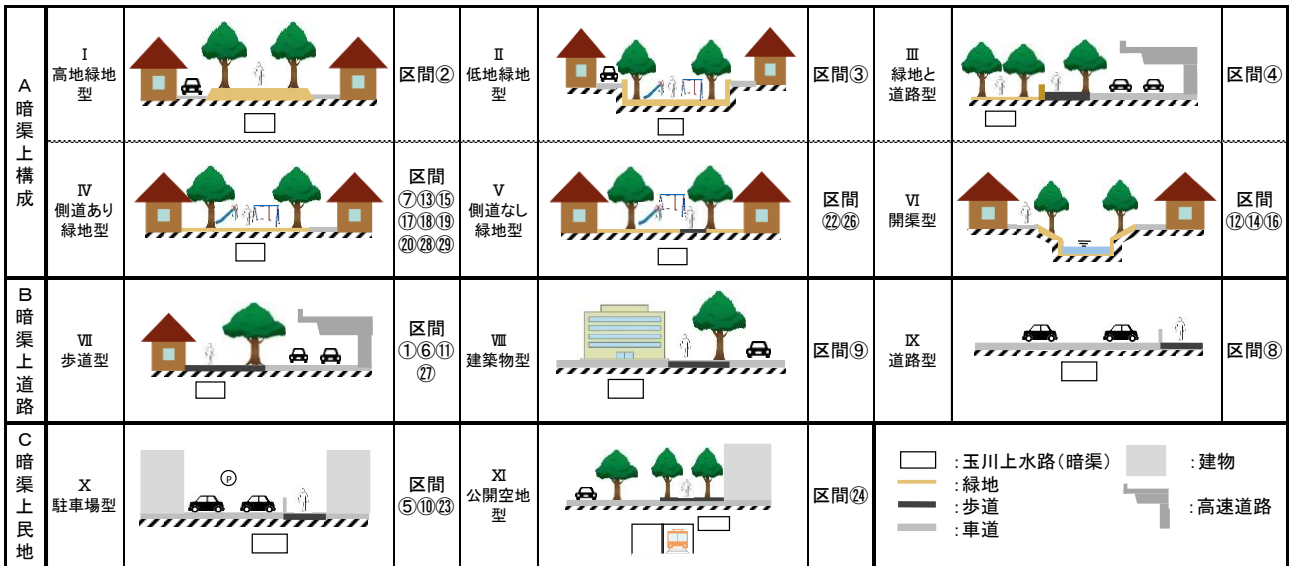 A
暗
渠
上
構
成
Ⅰ
高地緑地
型
区間②
Ⅱ
低地緑地
型
区間③
Ⅲ
緑地と
道路型
区間④
Ⅳ
側道あり
緑地型
区間
⑦⑬⑮
⑰⑱⑲
⑳㉘㉙
Ⅴ
側道なし
緑地型
区間
㉒㉖
Ⅵ
開渠型
区間
⑫⑭⑯
B
暗
渠
上
道
路
Ⅶ
歩道型
区間
①⑥⑪
㉗
Ⅷ
建築物型
区間⑨
Ⅸ
道路型
区間⑧
C
暗
渠
上
民
地
Ⅹ
駐車場型
P
区間
⑤⑩㉓
Ⅺ
公開空地
型
区間㉔
:玉川上水路(暗渠)
:緑地
:歩道
:車道
:建物
:高速道路